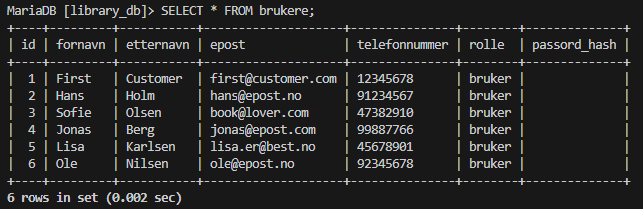 MariaDB [library_db]> SELECT * FROM brukere;
+----+---------+-----------+--------------------+---------------+--------+--------------+
| id | fornavn | etternavn | epost              | telefonnummer | rolle  | passord_hash |
+----+---------+-----------+--------------------+---------------+--------+--------------+
|  1 | First   | Customer  | first@customer.com | 12345678      | bruker |              |
|  2 | Hans    | Holm      | hans@epost.no      | 91234567      | bruker |              |
|  3 | Sofie   | Olsen     | book@lover.com     | 47382910      | bruker |              |
|  4 | Jonas   | Berg      | jonas@epost.com    | 99887766      | bruker |              |
|  5 | Lisa    | Karlsen   | lisa.er@best.no    | 45678901      | bruker |              |
|  6 | Ole     | Nilsen    | ole@epost.no       | 92345678      | bruker |              |
+----+---------+-----------+--------------------+---------------+--------+--------------+
6 rows in set (0.002 sec)